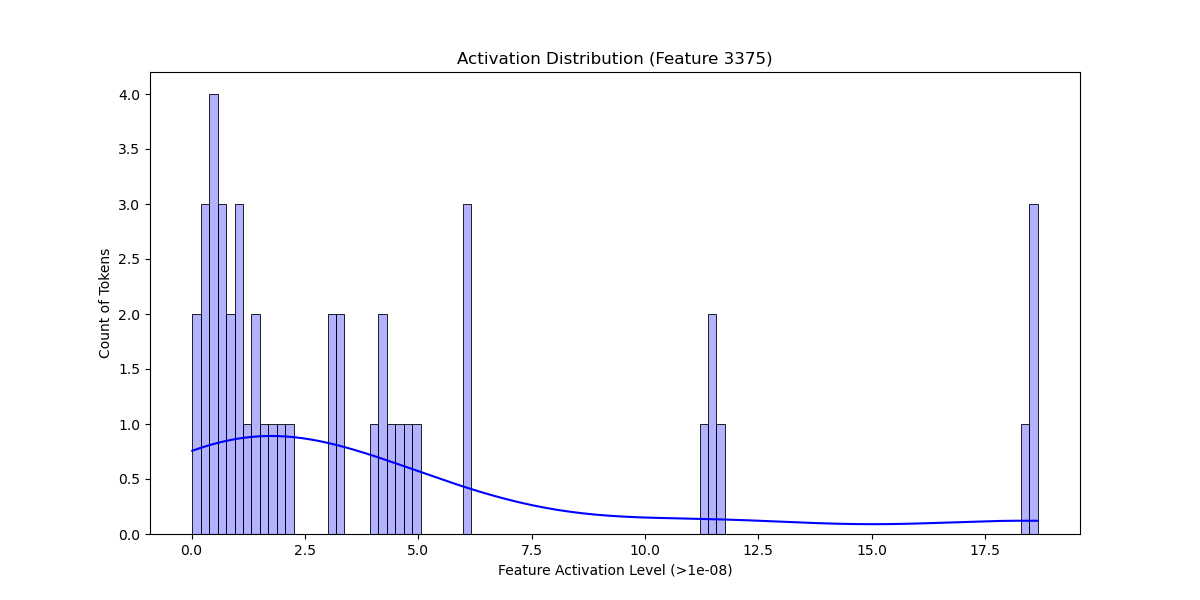 Activation Distribution (Feature 3375)
4.0
3.5
3.0
2.5
2.0
1.5
1.0
0.5
0.0
Count of Tokens
0.0 2.5 5.0 7.5 10.0 12.5 15.0 17.5
Feature Activation Level (>1e-08)